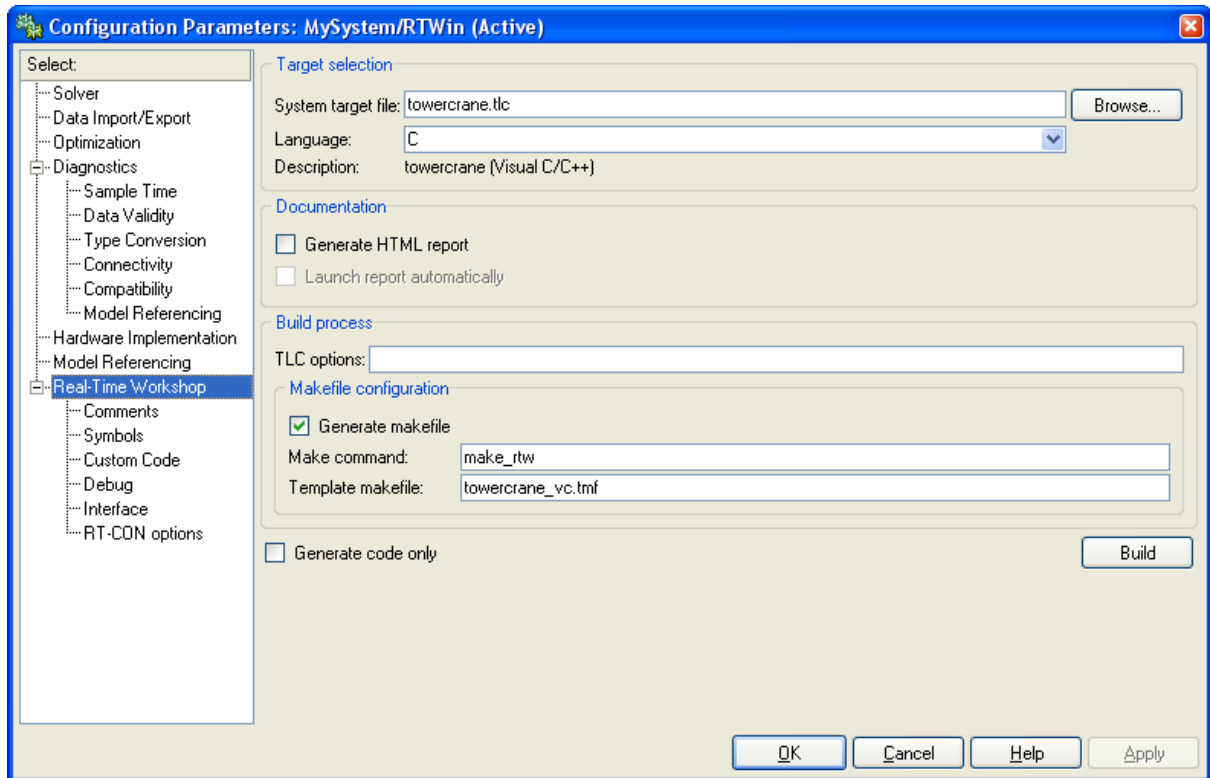 Configuration Parameters: MySystem/RTWin (Active)
Select:
Solver
Data Import/Export
Optimization
Diagnostics
Sample Time
Data Validity
Type Conversion
Connectivity
Compatibility
Model Referencing
Hardware Implementation
Model Referencing
Real-Time Workshop
Comments
Symbols
Custom Code
Debug
Interface
RT-CON options
Target selection
System target file: towercrane.tlc Browse...
Language: C
Description: towercrane (Visual C/C++)
Documentation
Generate HTML report
Launch report automatically
Build process
TLC options:
Makefile configuration
Generate makefile
Make command: make_rtw
Template makefile: towercrane_vc.tmf
Generate code only Build
OK Cancel Help Apply